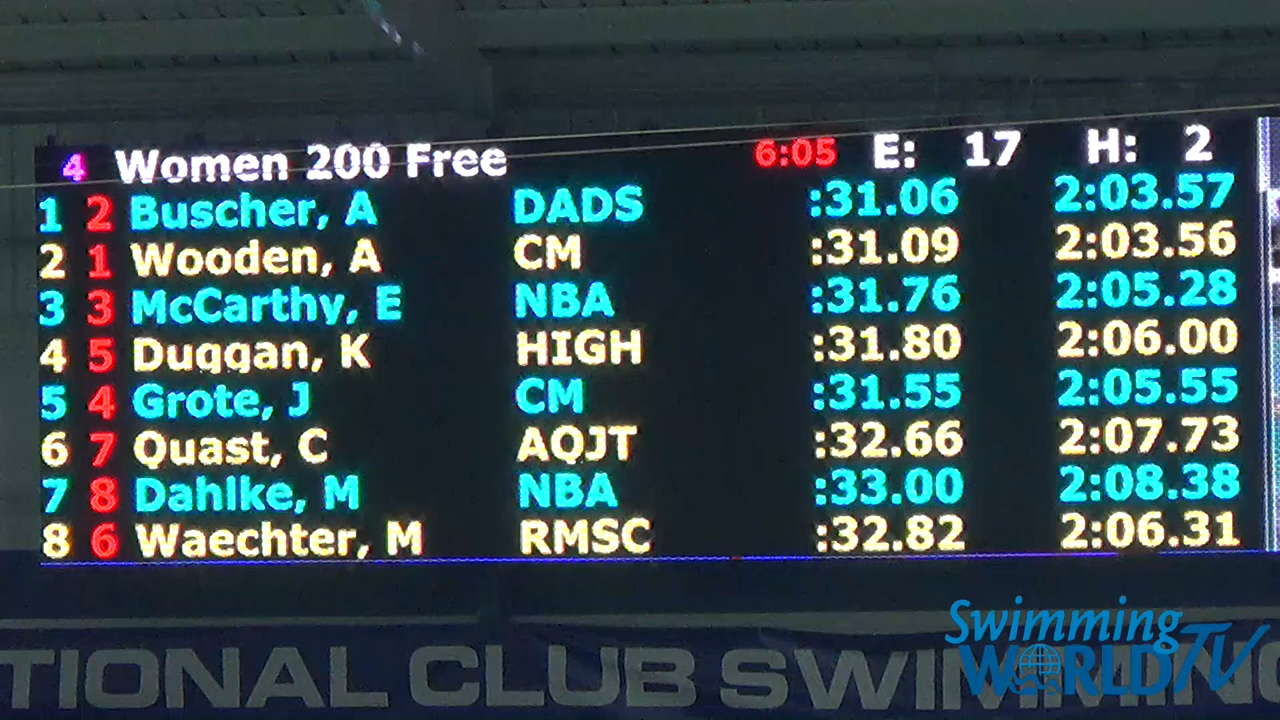 4 Women 200 Free 6:05 E: 17 H: 2
1 2 Buscher, A DADS :31.06 2:03.57
2 1 Wooden, A CM :31.09 2:03.56
3 3 McCarthy, E NBA :31.76 2:05.28
4 5 Duggan, K HIGH :31.80 2:06.00
5 4 Grote, J CM :31.55 2:05.55
6 7 Quast, C AQJT :32.66 2:07.73
7 8 Dahlke, M NBA :33.00 2:08.38
8 6 Waechter, M RMSC :32.82 2:06.31
TIONAL CLUB SWIMMING
Swimming
WORLD TV